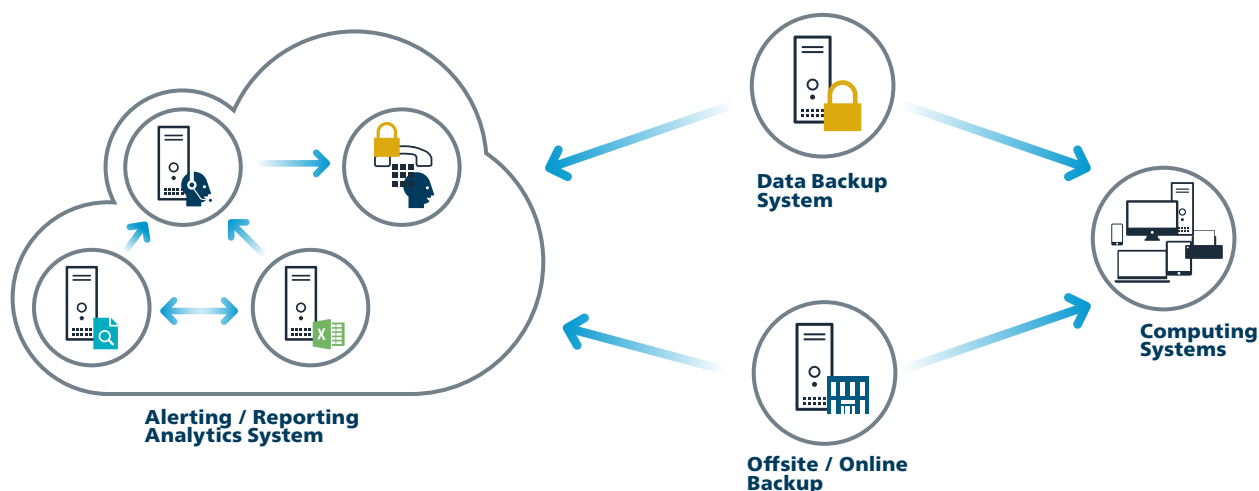 Data Backup
System
Computing
Systems
Alerting / Reporting
Analytics System
Offsite / Online
Backup
X